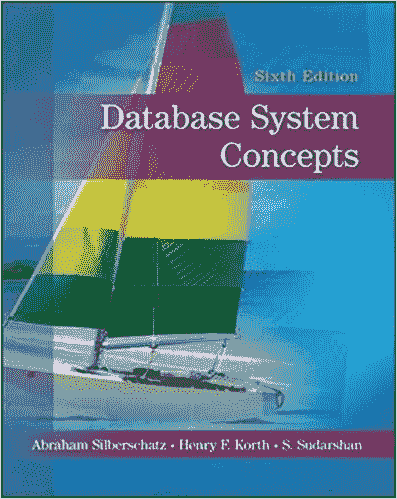 Sixth Edition
Database System
Concepts
Abraham Silberschatz · Henry F. Korth · S. Sudarshan